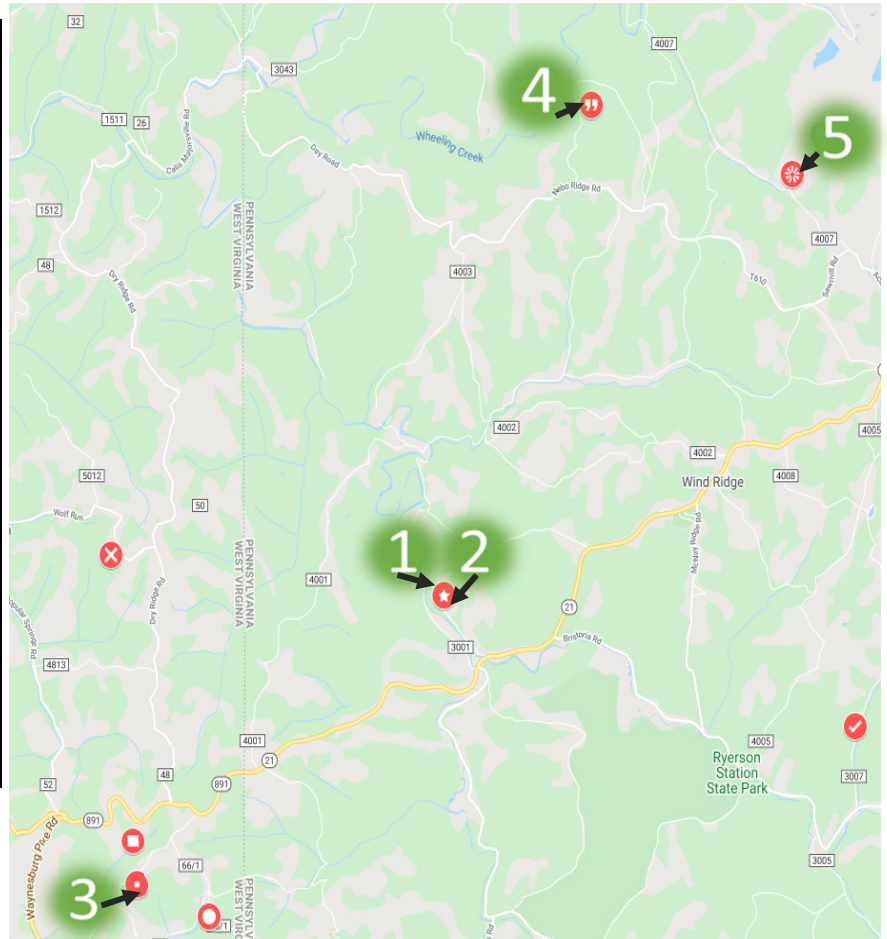 32
4007
3043
4
1511
26
Calis Majorsville Rd
Wheeling Creek
5
Day Road
Nebo Ridge Rd
1512
PENNSYLVANIA
WEST VIRGINIA
4007
48
Dry Ridge Rd
4003
T610
Sawmill Rd
4002
4005
4002
Wind Ridge
4008
5012
50
Wolf Run
McNay Ridge Rd
PENNSYLVANIA
WEST VIRGINIA
1
2
4001
Dry Ridge Rd
21
Bristoria Rd
3001
4813
4001
4005
21
Ryerson
Station
State Park
3007
48
891
52
891
Waynesburg Pike Rd
66/1
3005
3
PENNSYLVANIA
WEST VIRG